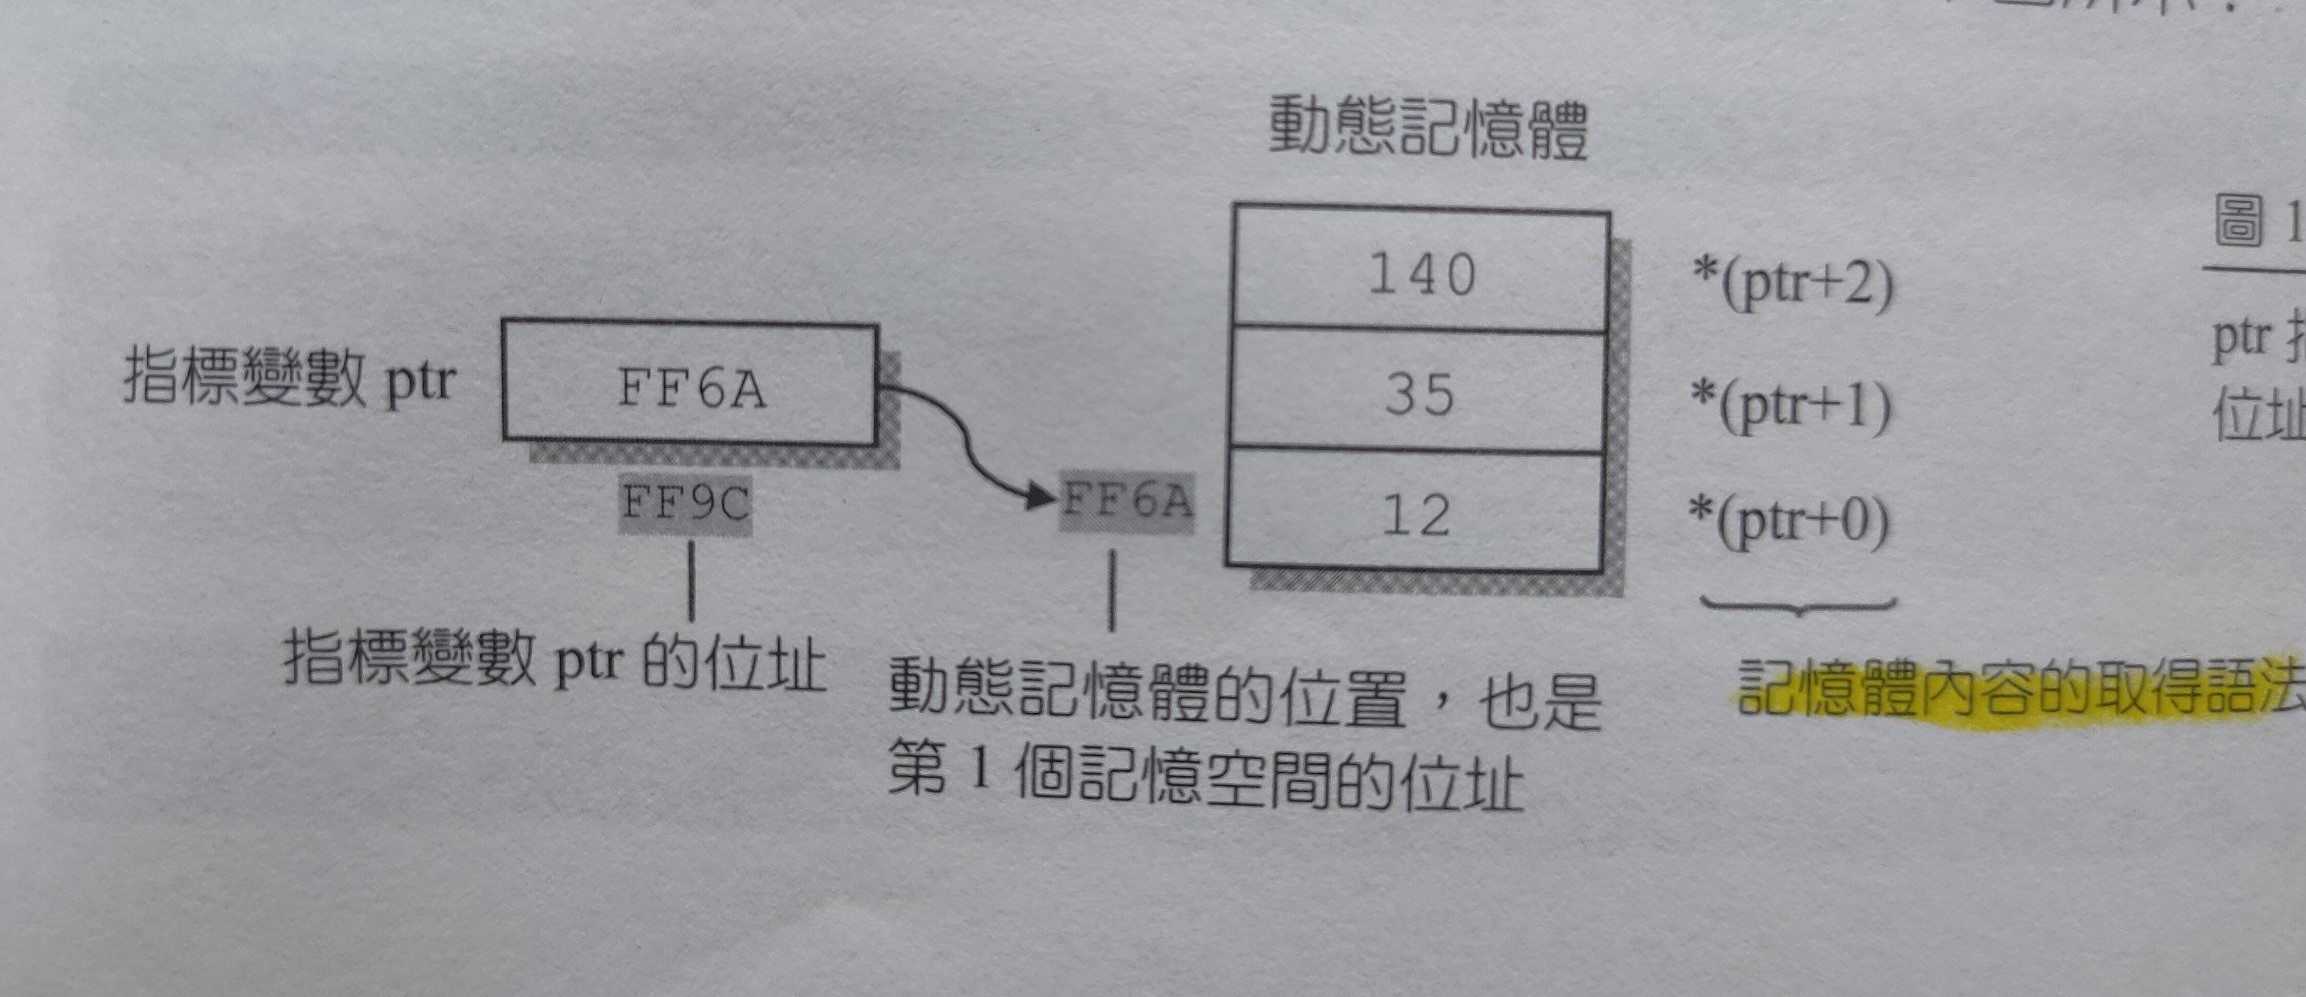 動態記憶體
140
*(ptr+2)
圖 1
指標變數 ptr
FF6A
35
*(ptr+1)
ptr
位址
FF9C
FF6A
12
*(ptr+0)
指標變數 ptr 的位址
動態記憶體的位置,也是
第 1 個記憶空間的位址
記憶體內容的取得語法